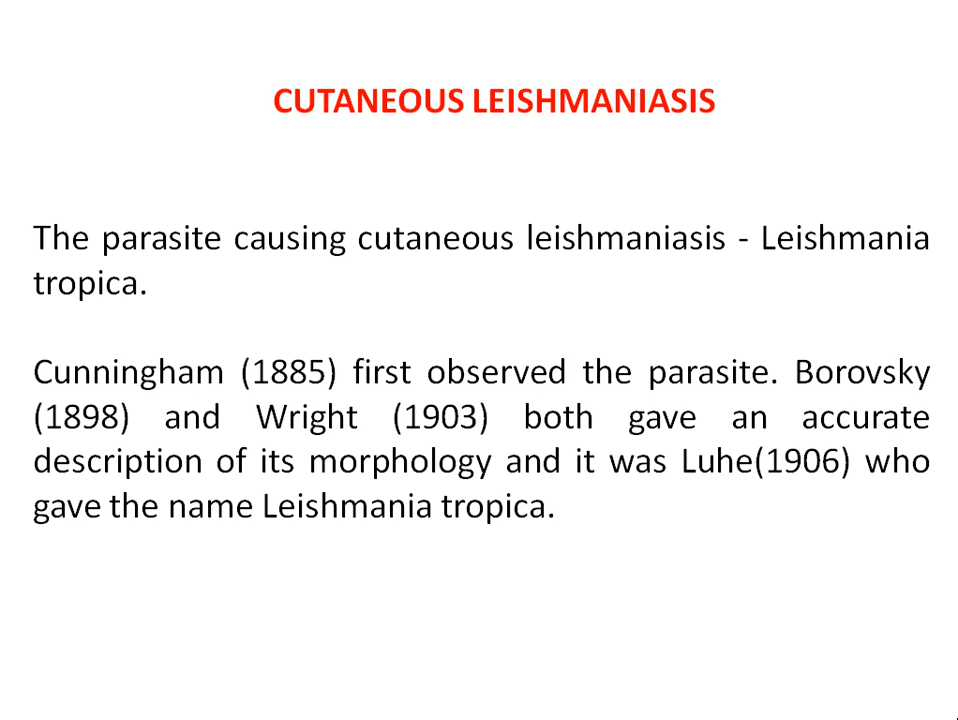 CUTANEOUS LEISHMANIASIS
The parasite causing cutaneous leishmaniasis - Leishmania
tropica.
Cunningham (1885) first observed the parasite. Borovsky
(1898) and Wright (1903) both gave an accurate
description of its morphology and it was Luhe(1906) who
gave the name Leishmania tropica.